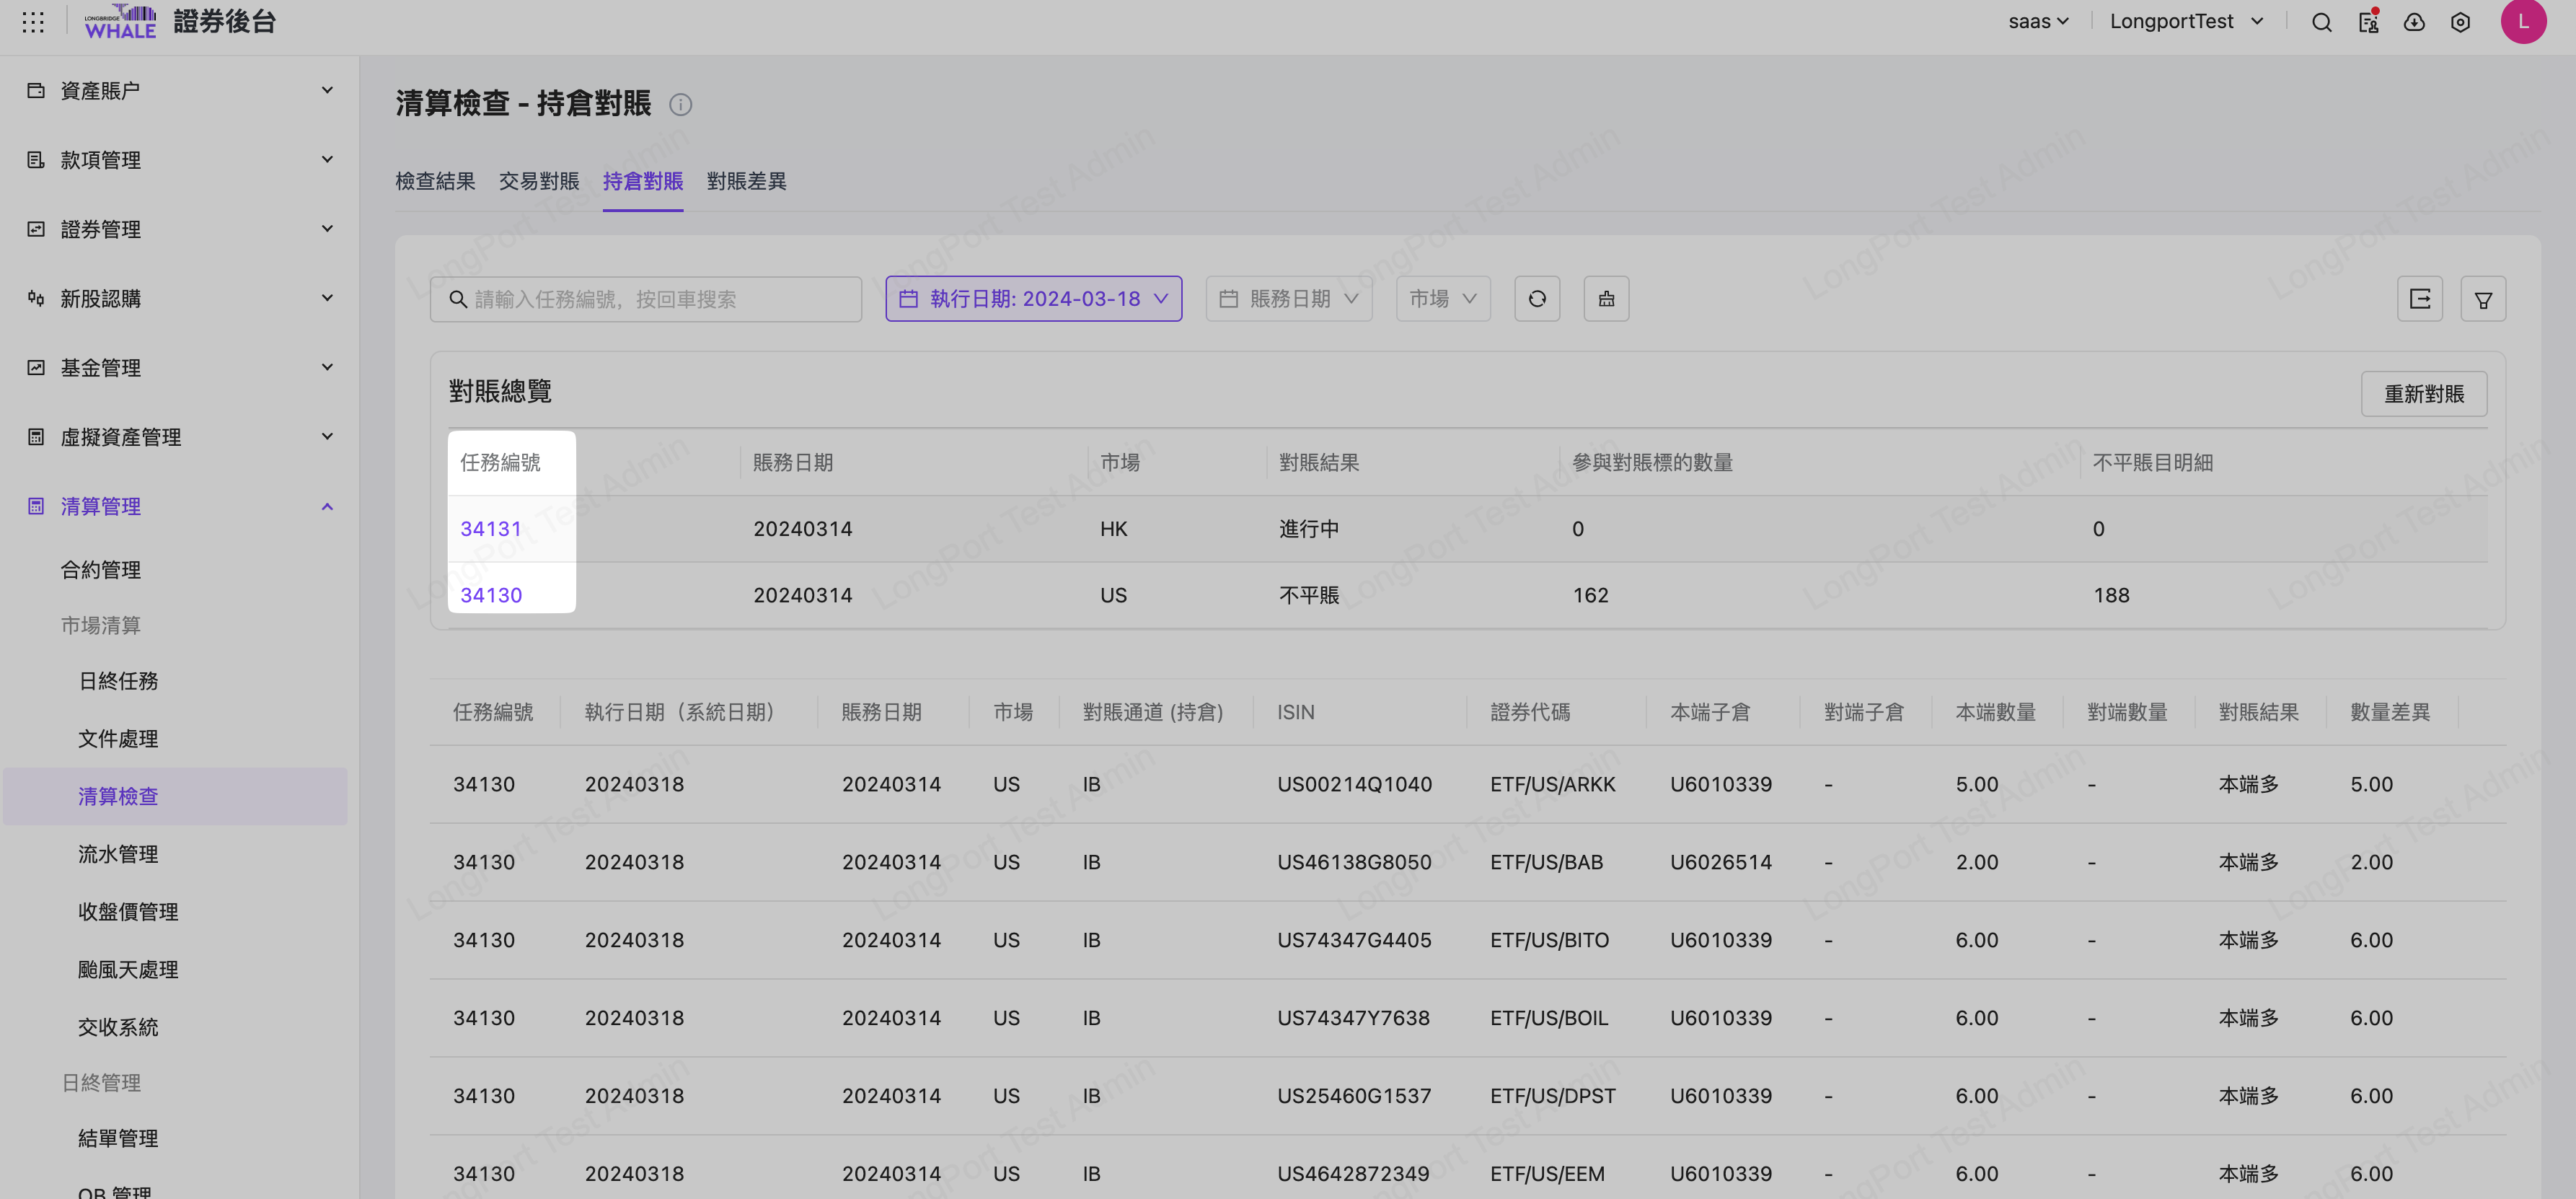 LONGBRIDGE WHALE 證券後台 saas LongportTest L
資產賬户
款項管理
證券管理
新股認購
基金管理
虛擬資產管理
清算管理
合約管理
市場清算
日終任務
文件處理
清算檢查
流水管理
收盤價管理
颱風天處理
交收系統
日終管理
結單管理
OB 管理
清算檢查 - 持倉對賬
檢查結果 交易對賬 持倉對賬 對賬差異
請輸入任務編號，按回車搜索 執行日期: 2024-03-18 賬務日期 市場
對賬總覽 重新對賬
任務編號 賬務日期 市場 對賬結果 參與對賬標的數量 不平賬目明細
34131 20240314 HK 進行中 0 0
34130 20240314 US 不平賬 162 188
任務編號 執行日期（系統日期） 賬務日期 市場 對賬通道 (持倉) ISIN 證券代碼 本端子倉 對端子倉 本端數量 對端數量 對賬結果 數量差異
34130 20240318 20240314 US IB US00214Q1040 ETF/US/ARKK U6010339 - 5.00 - 本端多 5.00
34130 20240318 20240314 US IB US46138G8050 ETF/US/BAB U6026514 - 2.00 - 本端多 2.00
34130 20240318 20240314 US IB US74347G4405 ETF/US/BITO U6010339 - 6.00 - 本端多 6.00
34130 20240318 20240314 US IB US74347Y7638 ETF/US/BOIL U6010339 - 6.00 - 本端多 6.00
34130 20240318 20240314 US IB US25460G1537 ETF/US/DPST U6010339 - 6.00 - 本端多 6.00
34130 20240318 20240314 US IB US4642872349 ETF/US/EEM U6010339 - 6.00 - 本端多 6.00
LongPort Test Admin